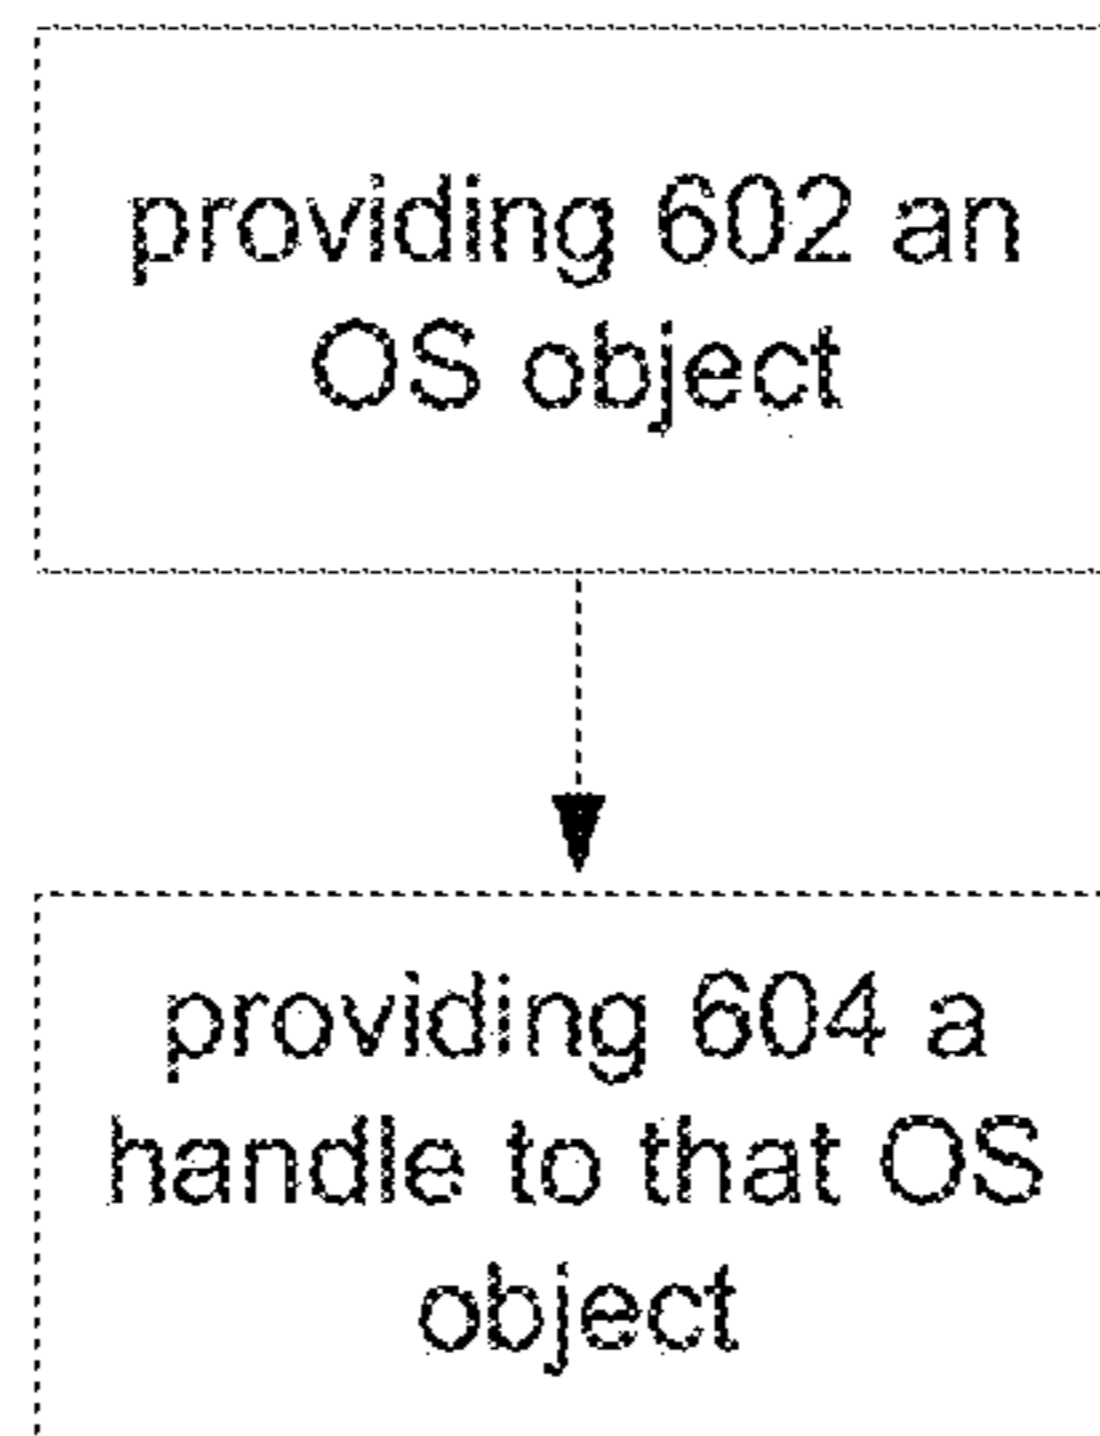 providing 602 an
OS object
providing 604 a
handle to that OS
object